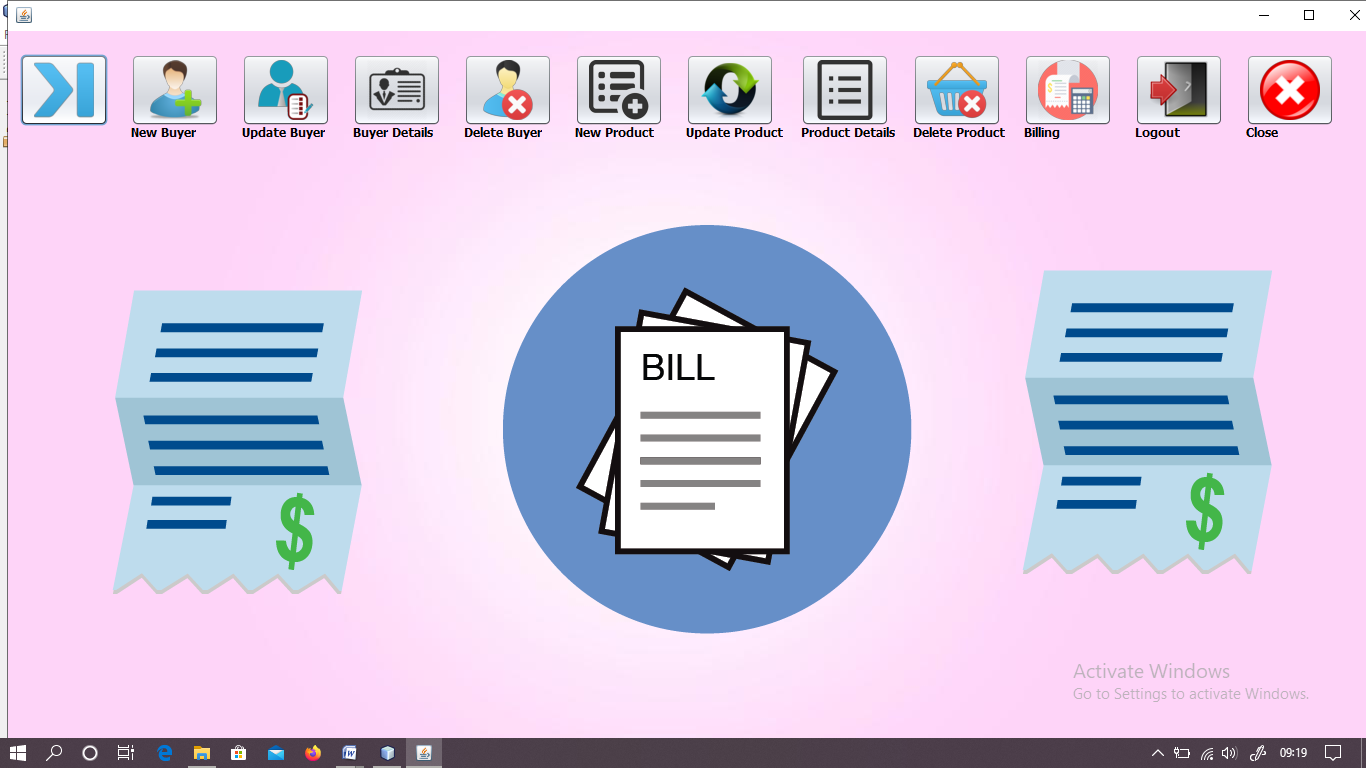 New Buyer
Update Buyer
Buyer Details
Delete Buyer
New Product
Update Product
Product Details
Delete Product
Billing
Logout
Close
BILL
$
$
Activate Windows
Go to Settings to activate Windows.
09:19